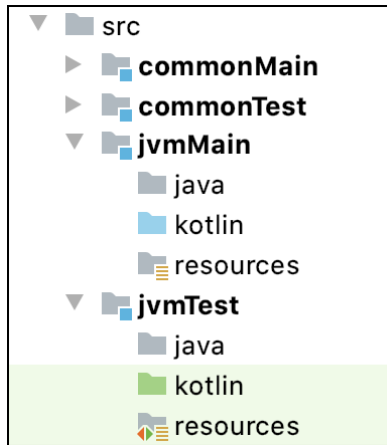 src
commonMain
commonTest
jvmMain
java
kotlin
resources
jvmTest
java
kotlin
resources